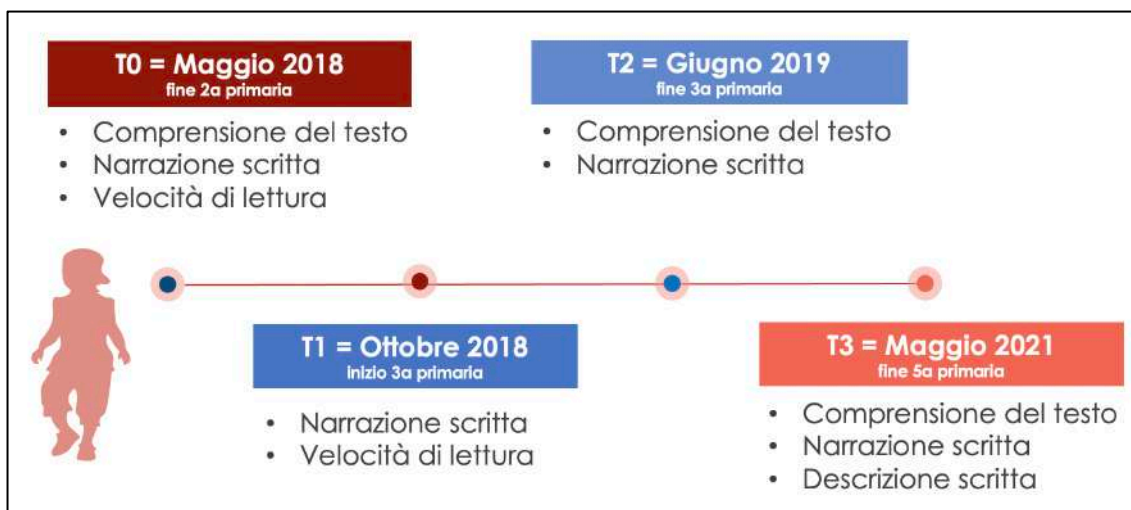 T0 = Maggio 2018
fine 2a primaria
• Comprensione del testo
• Narrazione scritta
• Velocità di lettura
T1 = Ottobre 2018
inizio 3a primaria
• Narrazione scritta
• Velocità di lettura
T2 = Giugno 2019
fine 3a primaria
• Comprensione del testo
• Narrazione scritta
T3 = Maggio 2021
fine 5a primaria
• Comprensione del testo
• Narrazione scritta
• Descrizione scritta